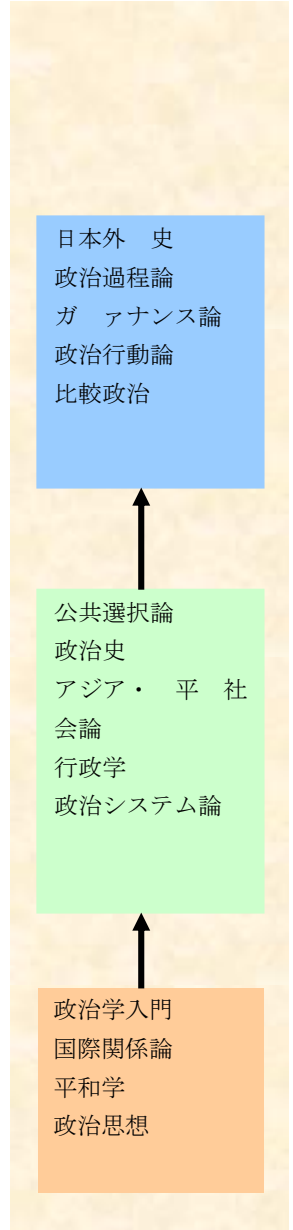 日本外　史
政治過程論
ガ　ァナンス論
政治行動論
比較政治
公共選択論
政治史
アジア・　平　社
会論
行政学
政治システム論
政治学入門
国際関係論
平和学
政治思想